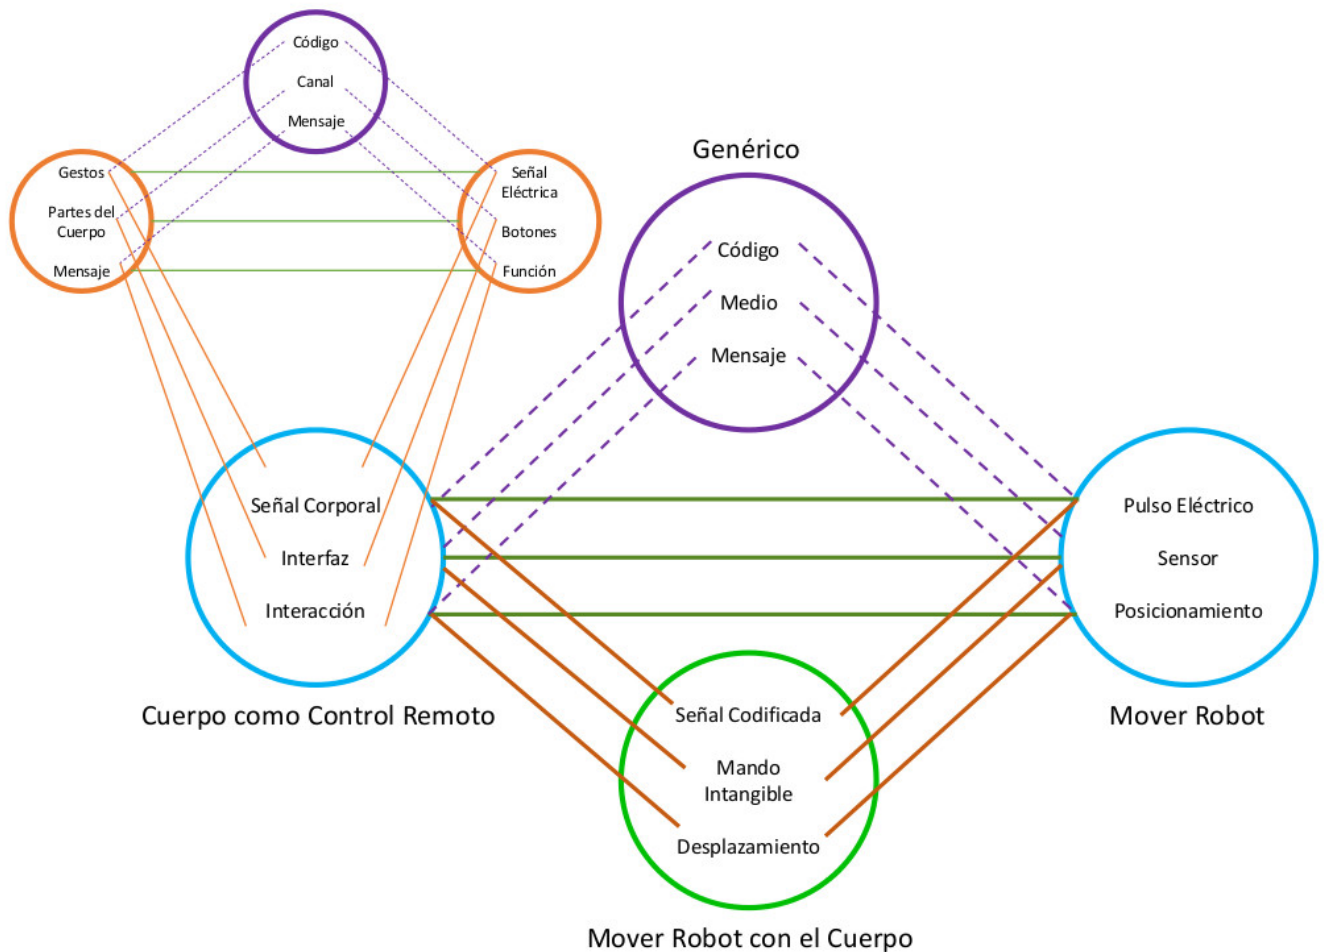 Código
Canal
Mensaje
Gestos
Partes del
Cuerpo
Mensaje
Señal
Eléctrica
Botones
Función
Genérico
Código
Medio
Mensaje
Señal Corporal
Interfaz
Interacción
Cuerpo como Control Remoto
Pulso Eléctrico
Sensor
Posicionamiento
Mover Robot
Señal Codificada
Mando
Intangible
Desplazamiento
Mover Robot con el Cuerpo